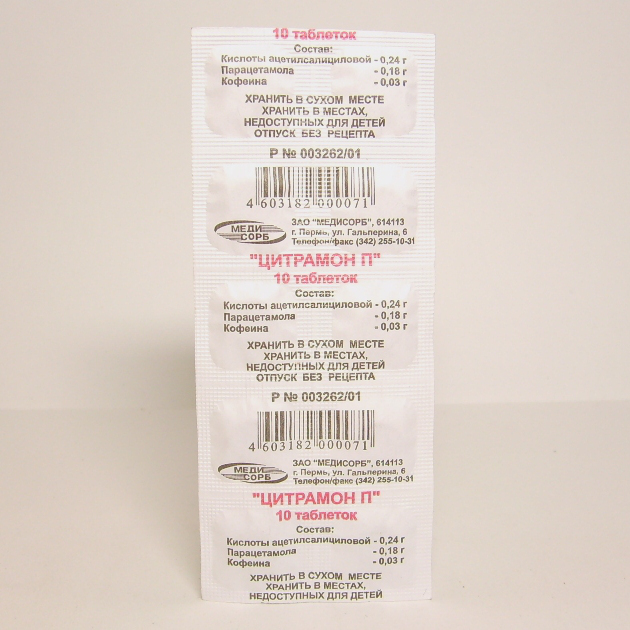 10 таблеток
Состав:
Кислоты ацетилсалициловой - 0,24 г
Парацетамола - 0,18 г
Кофеина - 0,03 г
ХРАНИТЬ В СУХОМ МЕСТЕ
ХРАНИТЬ В МЕСТАХ,
НЕДОСТУПНЫХ ДЛЯ ДЕТЕЙ
ОТПУСК БЕЗ РЕЦЕПТА
Р № 003262/01
4 603182 000071
МЕДИ
СОРБ
ЗАО "МЕДИСОРБ", 614113
г. Пермь, ул. Гальперина, 6
Телефон/факс (342) 255-10-31
"ЦИТРАМОН П"
10 таблеток
Состав:
Кислоты ацетилсалициловой - 0,24 г
Парацетамола - 0,18 г
Кофеина - 0,03 г
ХРАНИТЬ В СУХОМ МЕСТЕ
ХРАНИТЬ В МЕСТАХ,
НЕДОСТУПНЫХ ДЛЯ ДЕТЕЙ
ОТПУСК БЕЗ РЕЦЕПТА
Р № 003262/01
4 603182 000071
МЕДИ
СОРБ
ЗАО "МЕДИСОРБ", 614113
г. Пермь, ул. Гальперина, 6
Телефон/факс (342) 255-10-31
"ЦИТРАМОН П"
10 таблеток
Состав:
Кислоты ацетилсалициловой - 0,24 г
Парацетамола - 0,18 г
Кофеина - 0,03 г
ХРАНИТЬ В СУХОМ МЕСТЕ
ХРАНИТЬ В МЕСТАХ,
НЕДОСТУПНЫХ ДЛЯ ДЕТЕЙ